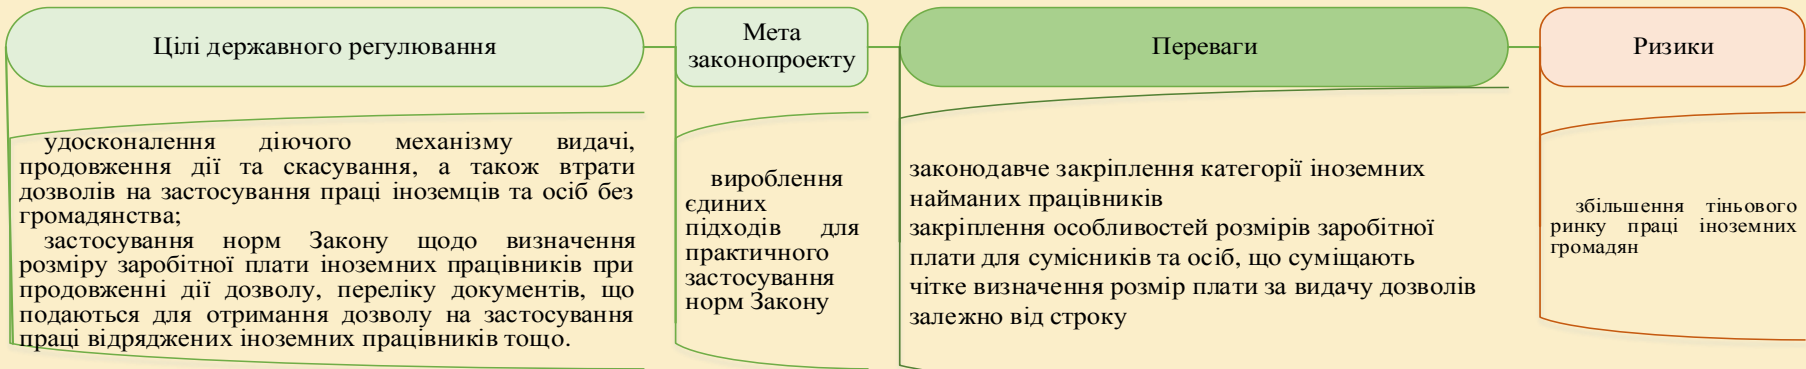 Цілі державного регулювання
удосконалення діючого механізму видачі,
продовження дії та скасування, а також втрати
дозволів на застосування праці іноземців та осіб без
громадянства;
застосування норм Закону щодо визначення
розміру заробітної плати іноземних працівників при
продовженні дії дозволу, переліку документів, що
подаються для отримання дозволу на застосування
праці відряджених іноземних працівників тощо.
Мета
законопроекту
вироблення
єдиних
підходів для
практичного
застосування
норм Закону
Переваги
законодавче закріплення категорії іноземних
найманих працівників
закріплення особливостей розмірів заробітної
плати для сумісників та осіб, що суміщають
чітке визначення розмір плати за видачу дозволів
залежно від строку
Ризики
збільшення тіньового
ринку праці іноземних
громадян